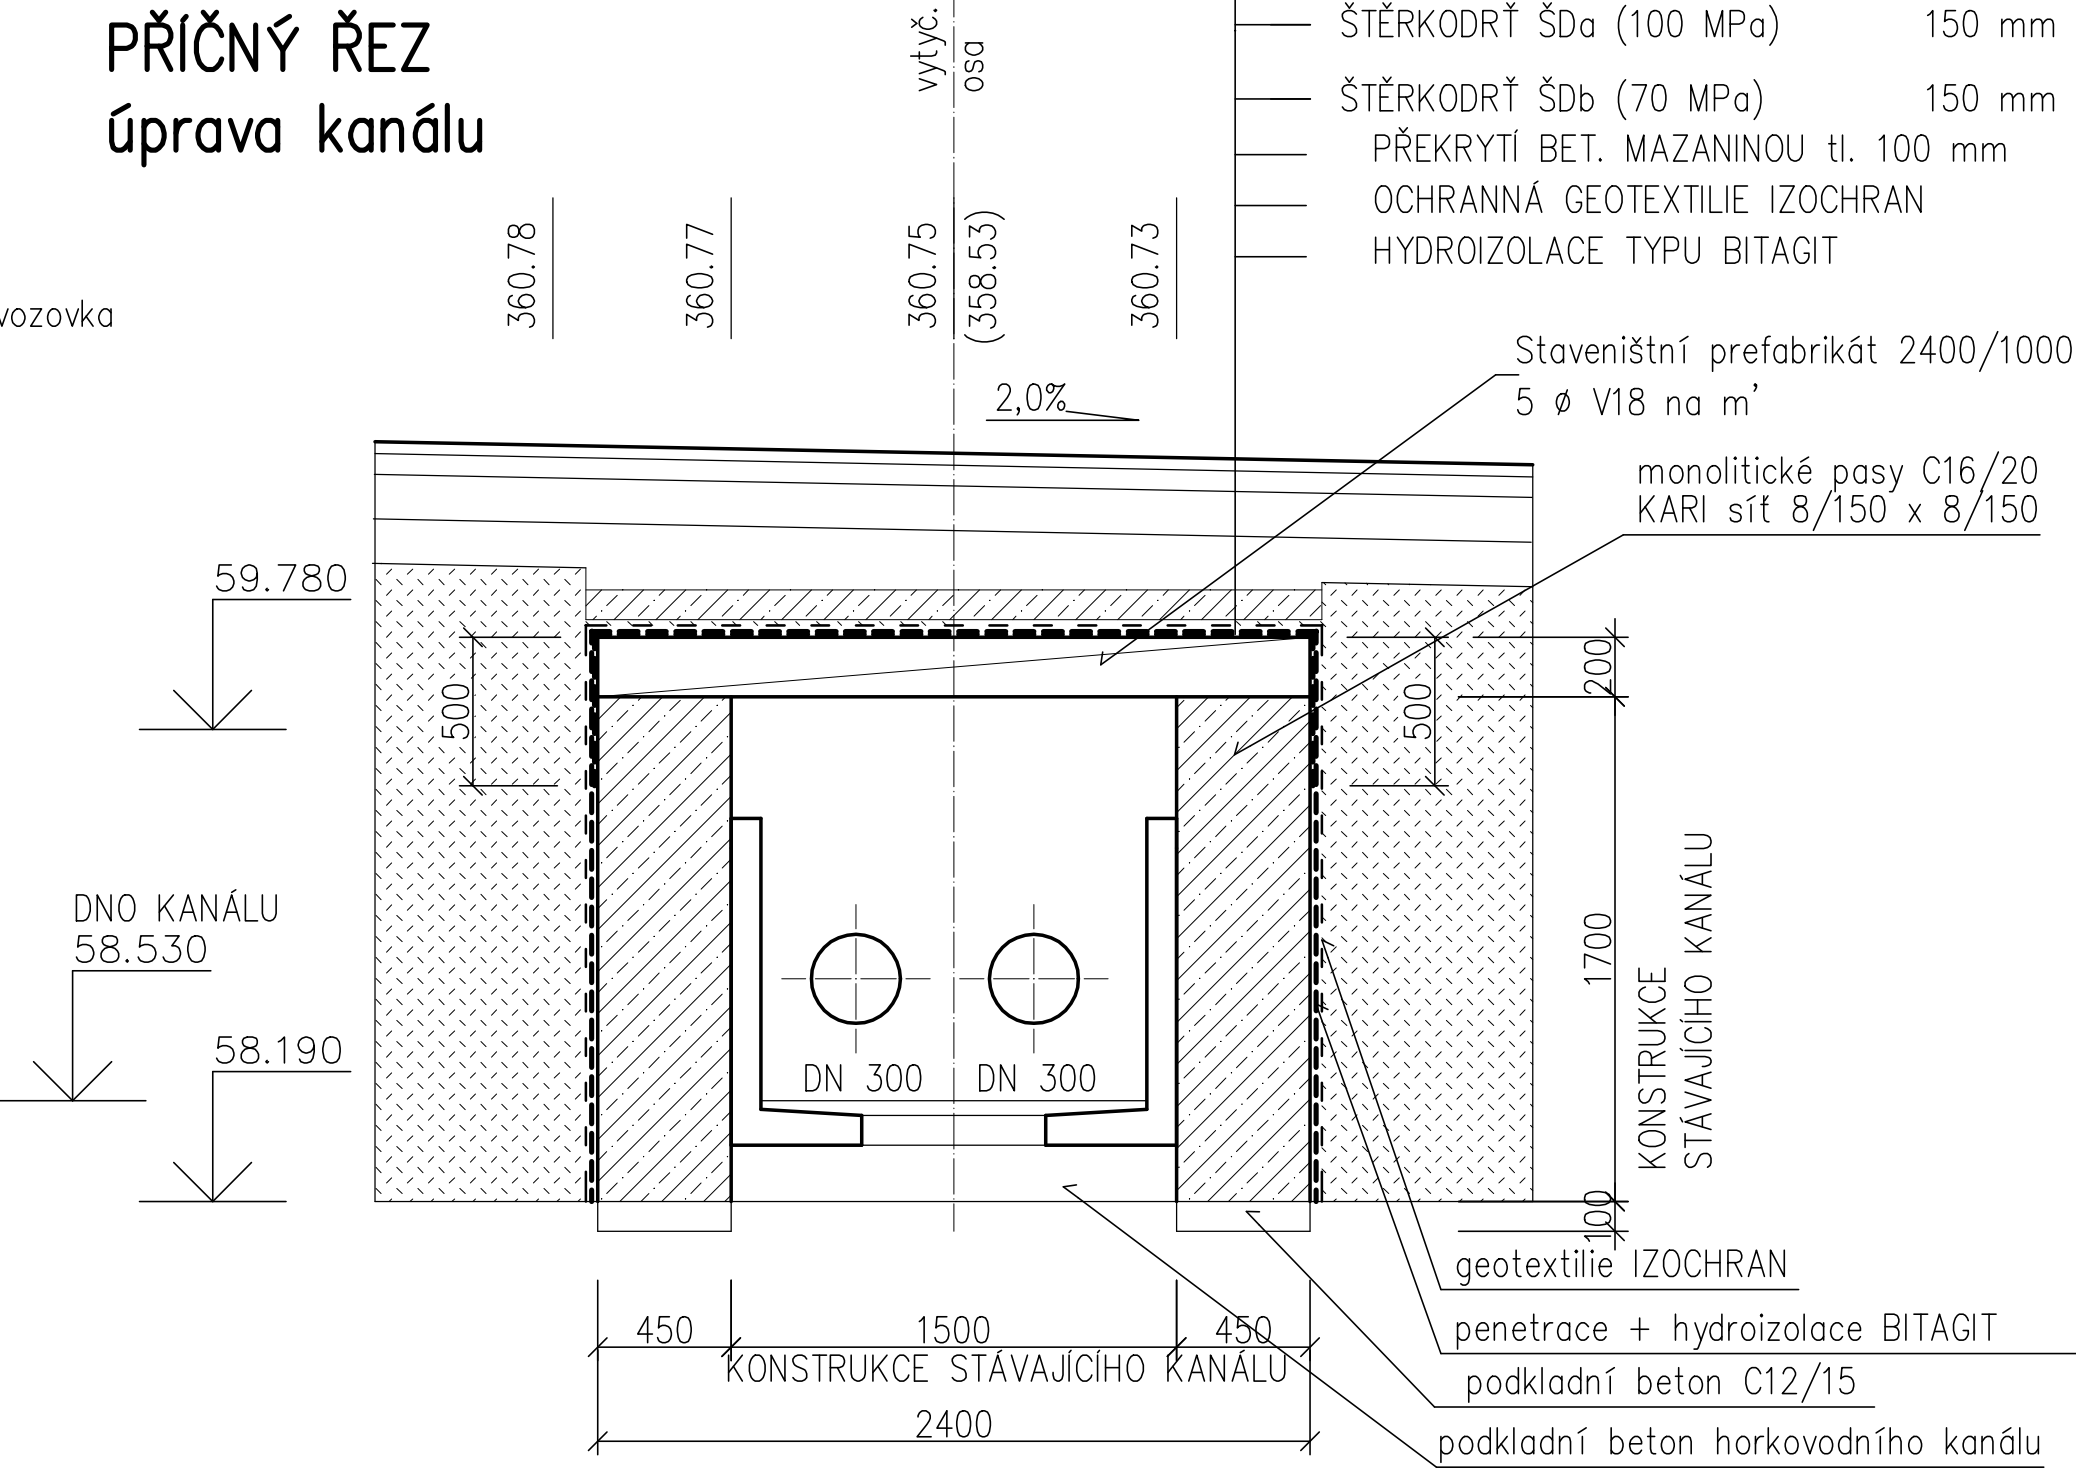 PŘÍČNÝ ŘEZ
úprava kanálu
vytyč.
osa
ŠTĚRKODRŤ ŠDa (100 MPa) 150 mm
ŠTĚRKODRŤ ŠDb (70 MPa) 150 mm
PŘEKRYTÍ BET. MAZANINOU tl. 100 mm
OCHRANNÁ GEOTEXTILIE IZOCHRAN
HYDROIZOLACE TYPU BITAGIT
360.78
360.77
360.75
(358.53)
360.73
vozovka
2,0%
Staveništní prefabrikát 2400/1000
5 ø V18 na m'
monolitické pasy C16/20
KARI síť 8/150 x 8/150
59.780
500
500
200
DNO KANÁLU
58.530
58.190
DN 300
DN 300
1700
KONSTRUKCE
STÁVAJÍCÍHO KANÁLU
100
geotextilie IZOCHRAN
450
1500
450
penetrace + hydroizolace BITAGIT
KONSTRUKCE STÁVAJÍCÍHO KANÁLU
podkladní beton C12/15
2400
podkladní beton horkovodního kanálu